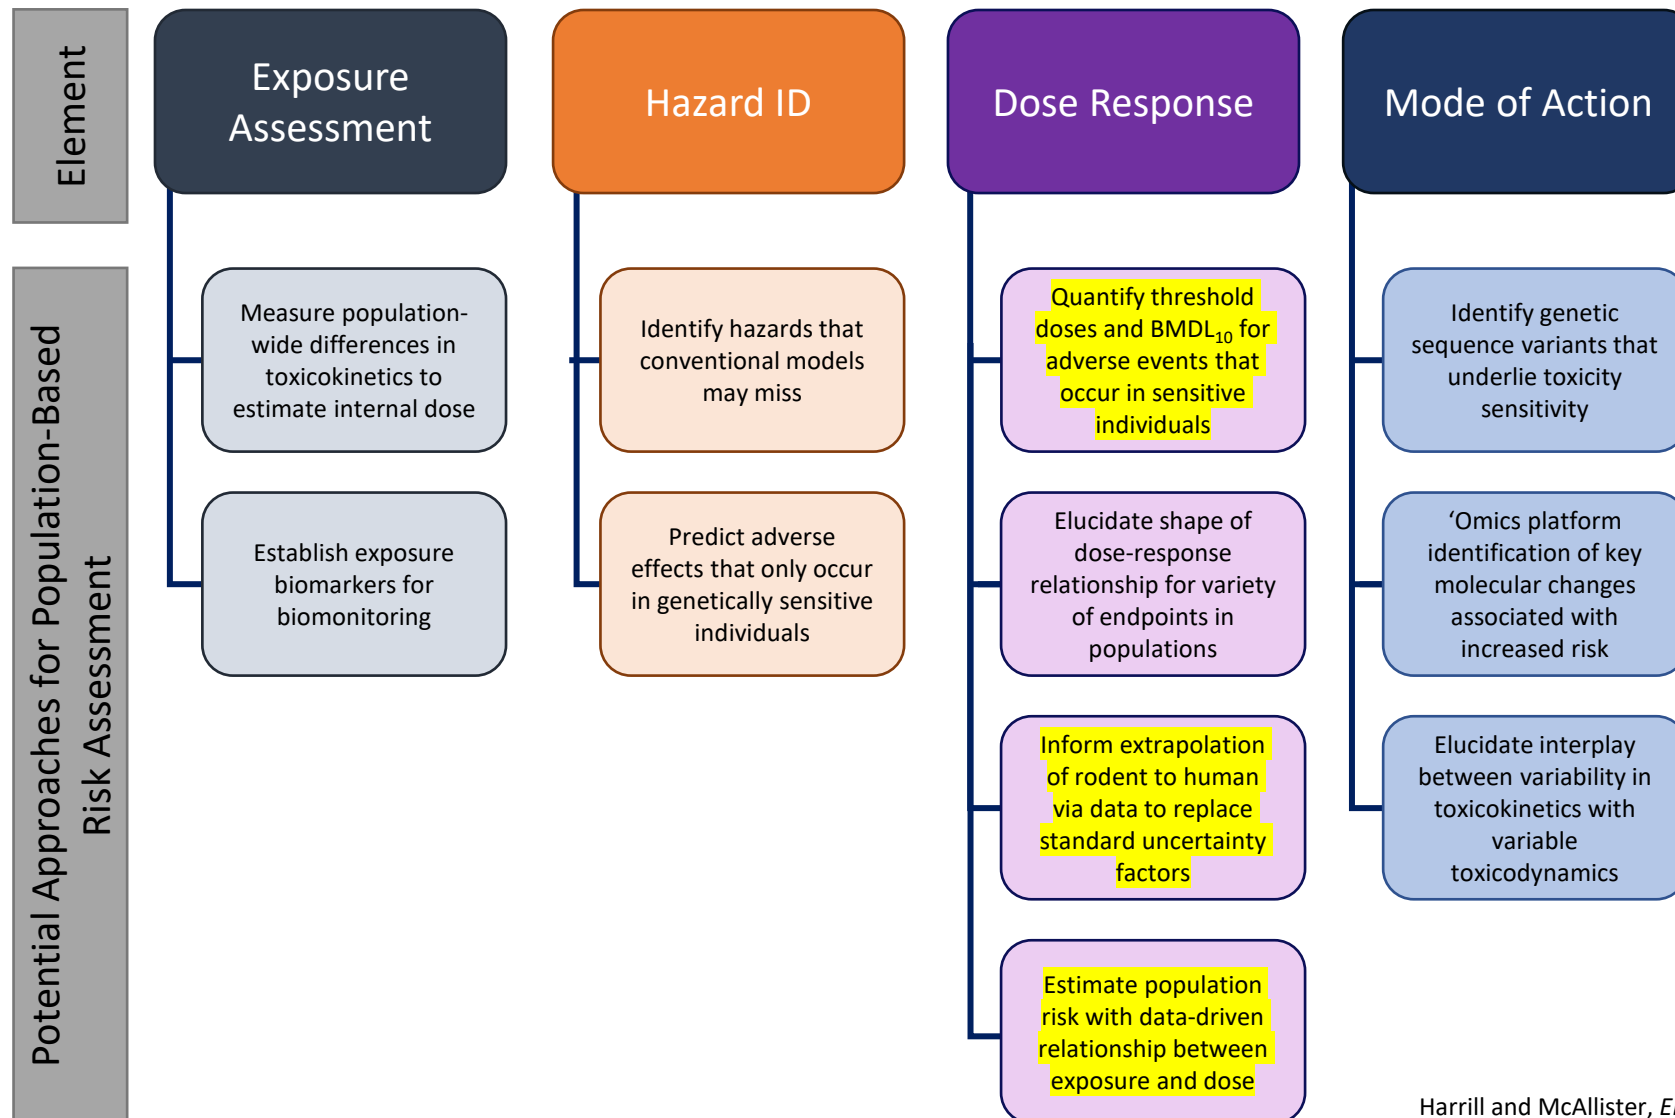 Element
Exposure
Assessment
Hazard ID
Dose Response
Mode of Action
Potential Approaches for Population-Based
Risk Assessment
Measure population-
wide differences in
toxicokinetics to
estimate internal dose
Establish exposure
biomarkers for
biomonitoring
Identify hazards that
conventional models
may miss
Predict adverse
effects that only occur
in genetically sensitive
individuals
Quantify threshold
doses and BMDL₁₀ for
adverse events that
occur in sensitive
individuals
Elucidate shape of
dose-response
relationship for variety
of endpoints in
populations
Inform extrapolation
of rodent to human
via data to replace
standard uncertainty
factors
Estimate population
risk with data-driven
relationship between
exposure and dose
Identify genetic
sequence variants that
underlie toxicity
sensitivity
‘Omics platform
identification of key
molecular changes
associated with
increased risk
Elucidate interplay
between variability in
toxicokinetics with
variable
toxicodynamics
Harrill and McAllister,